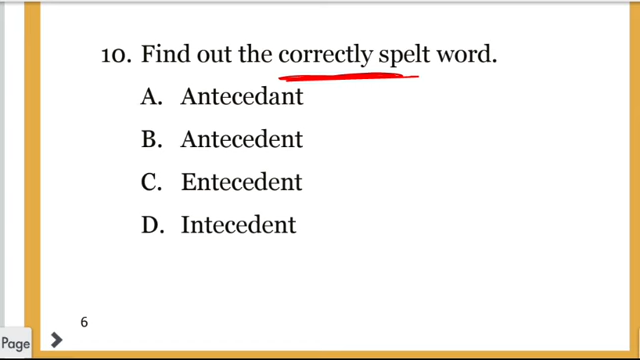 10. Find out the correctly spelt word.
A. Antecedant
B. Antecedent
C. Entecedent
D. Intecedent
6
Page